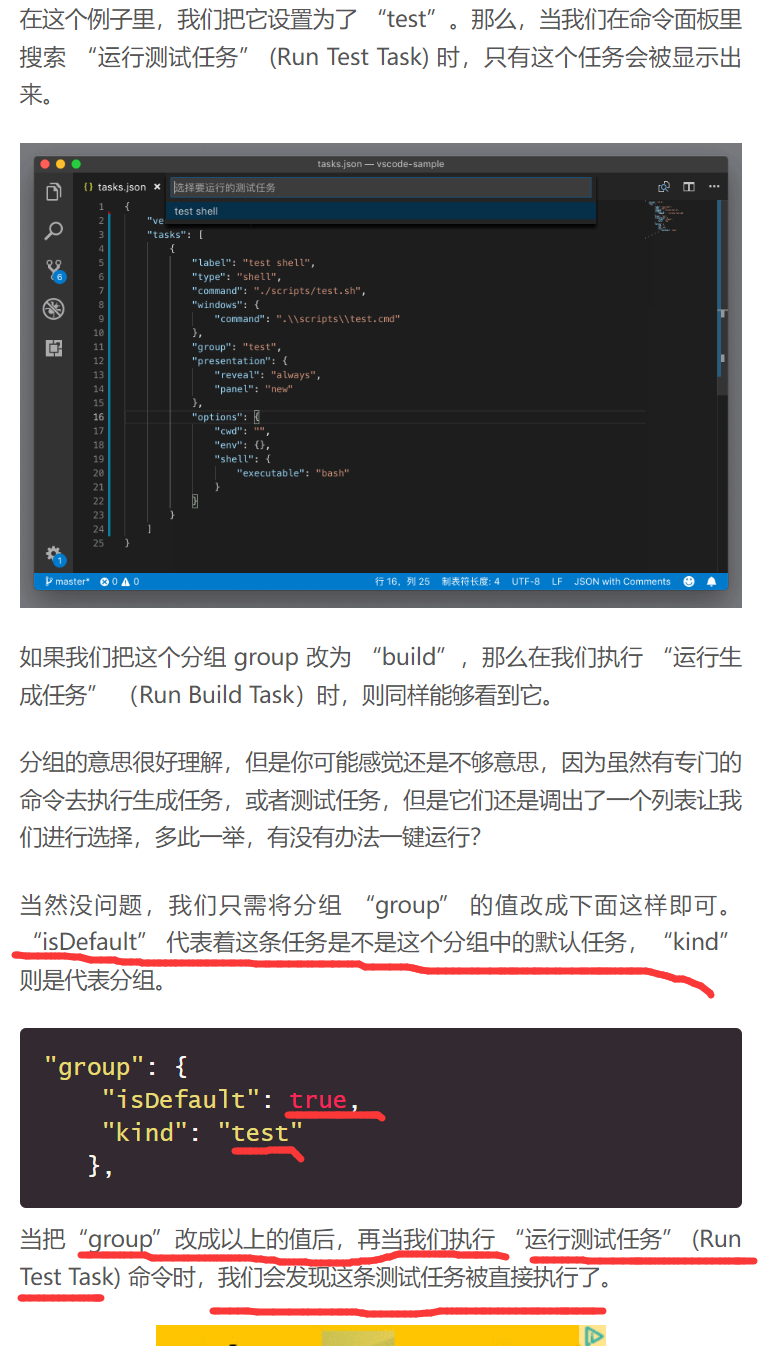 在这个例子里，我们把它设置为了 “test” 。那么，当我们在命令面板里
搜索 “运行测试任务” (Run Test Task) 时，只有这个任务会被显示出
来。
tasks.json — vscode-sample
{} tasks.json ×
选择要运行的测试任务
test shell
1 {
2 "ve
3 "tasks": [
4 {
5 "label": "test shell",
6 "type": "shell",
7 "command": "./scripts/test.sh",
8 "windows": {
9 "command": ".\\scripts\\test.cmd"
10 },
11 "group": "test",
12 "presentation": {
13 "reveal": "always",
14 "panel": "new"
15 },
16 "options": {
17 "cwd": "",
18 "env": {},
19 "shell": {
20 "executable": "bash"
21 }
22 }
23 }
24 ]
25 }
6
1
master* 0 0 行 16，列 25 制表符长度: 4 UTF-8 LF JSON with Comments
如果我们把这个分组 group 改为 “build” ，那么在我们执行 “运行生
成任务” （Run Build Task）时，则同样能够看到它。
分组的意思很好理解，但是你可能感觉还是不够意思，因为虽然有专门的
命令去执行生成任务，或者测试任务，但是它们还是调出了一个列表让我
们进行选择，多此一举，有没有办法一键运行？
当然没问题，我们只需将分组 “group” 的值改成下面这样即可。
“isDefault” 代表着这条任务是不是这个分组中的默认任务， “kind”
则是代表分组。
"group": {
"isDefault": true,
"kind": "test"
},
当把 “group” 改成以上的值后，再当我们执行 “运行测试任务” (Run
Test Task) 命令时，我们会发现这条测试任务被直接执行了。